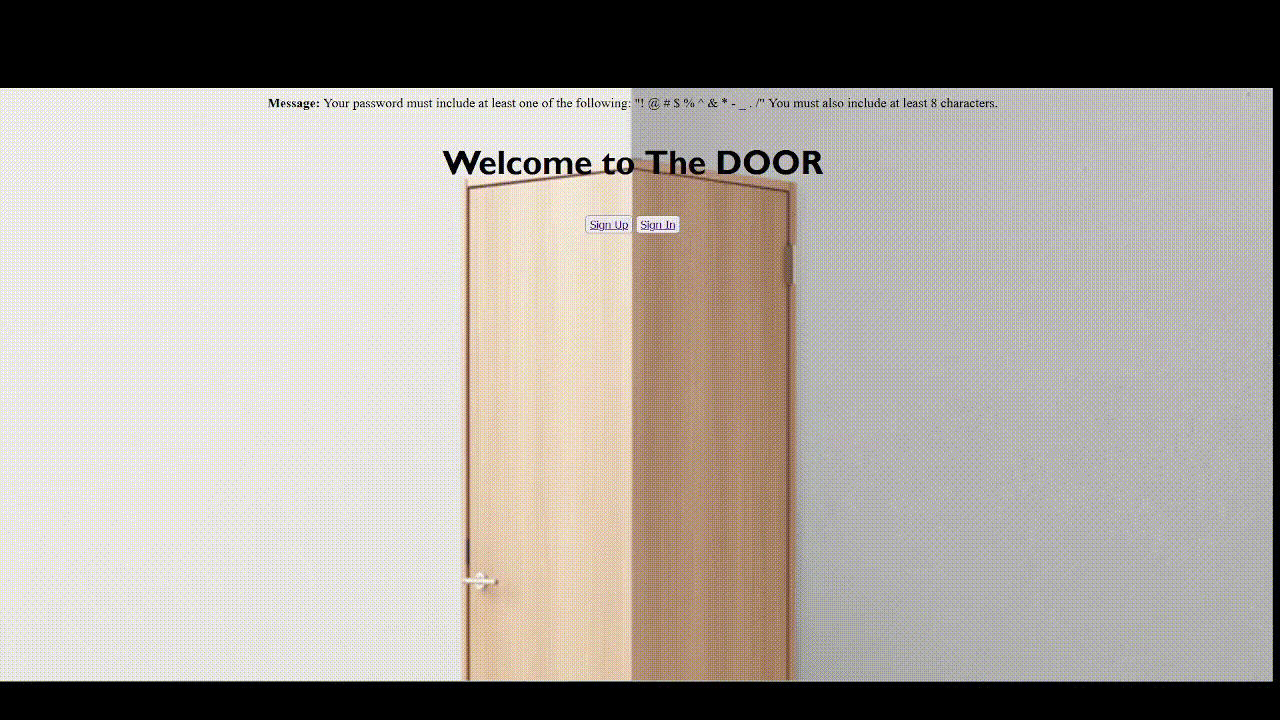 Message: Your password must include at least one of the following: "! @ # $ % ^ & * - _ . /" You must also include at least 8 characters.
Welcome to The DOOR
Sign Up Sign In